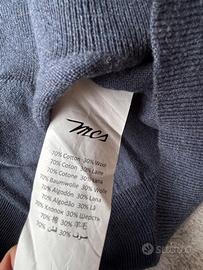 mcs
70% Cotton 30% Wool
70% Cotone 30% Lana
70% Coton 30% Laine
70% Baumwolle 30% Wolle
70% Algodón 30% Lana
70% Algodão 30% Lã
70% Хлопок 30% Шерсть
70% 棉 30% 羊毛
70% قطن 30% صوف
subito